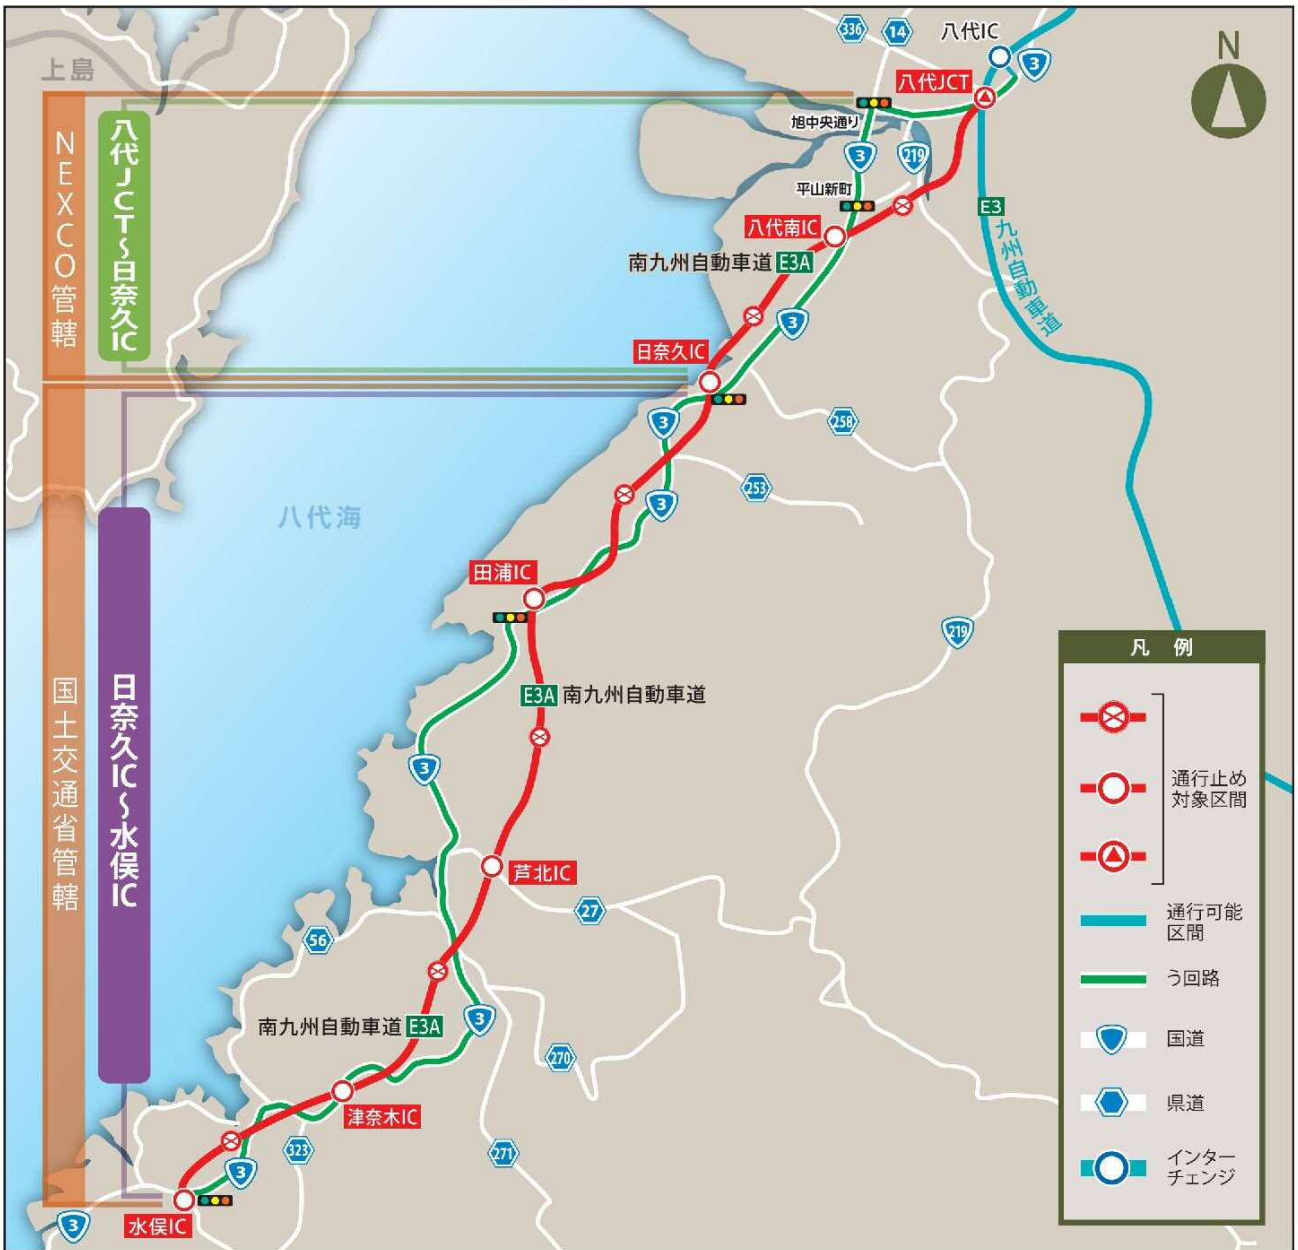 上島
336
14
八代IC
3
N
八代JCT
旭中央通り
3
219
平山新町
E3
九州自動車道
八代南IC
南九州自動車道 E3A
3
日奈久IC
NEXCO管轄
八代JCT～日奈久IC
3
258
253
3
八代海
田浦IC
219
E3A 南九州自動車道
国土交通省管轄
日奈久IC～水俣IC
3
芦北IC
27
56
3
南九州自動車道 E3A
270
津奈木IC
323
271
3
水俣IC
3
凡 例
通行止め
対象区間
通行可能
区間
う回路
国道
県道
インター
チェンジ